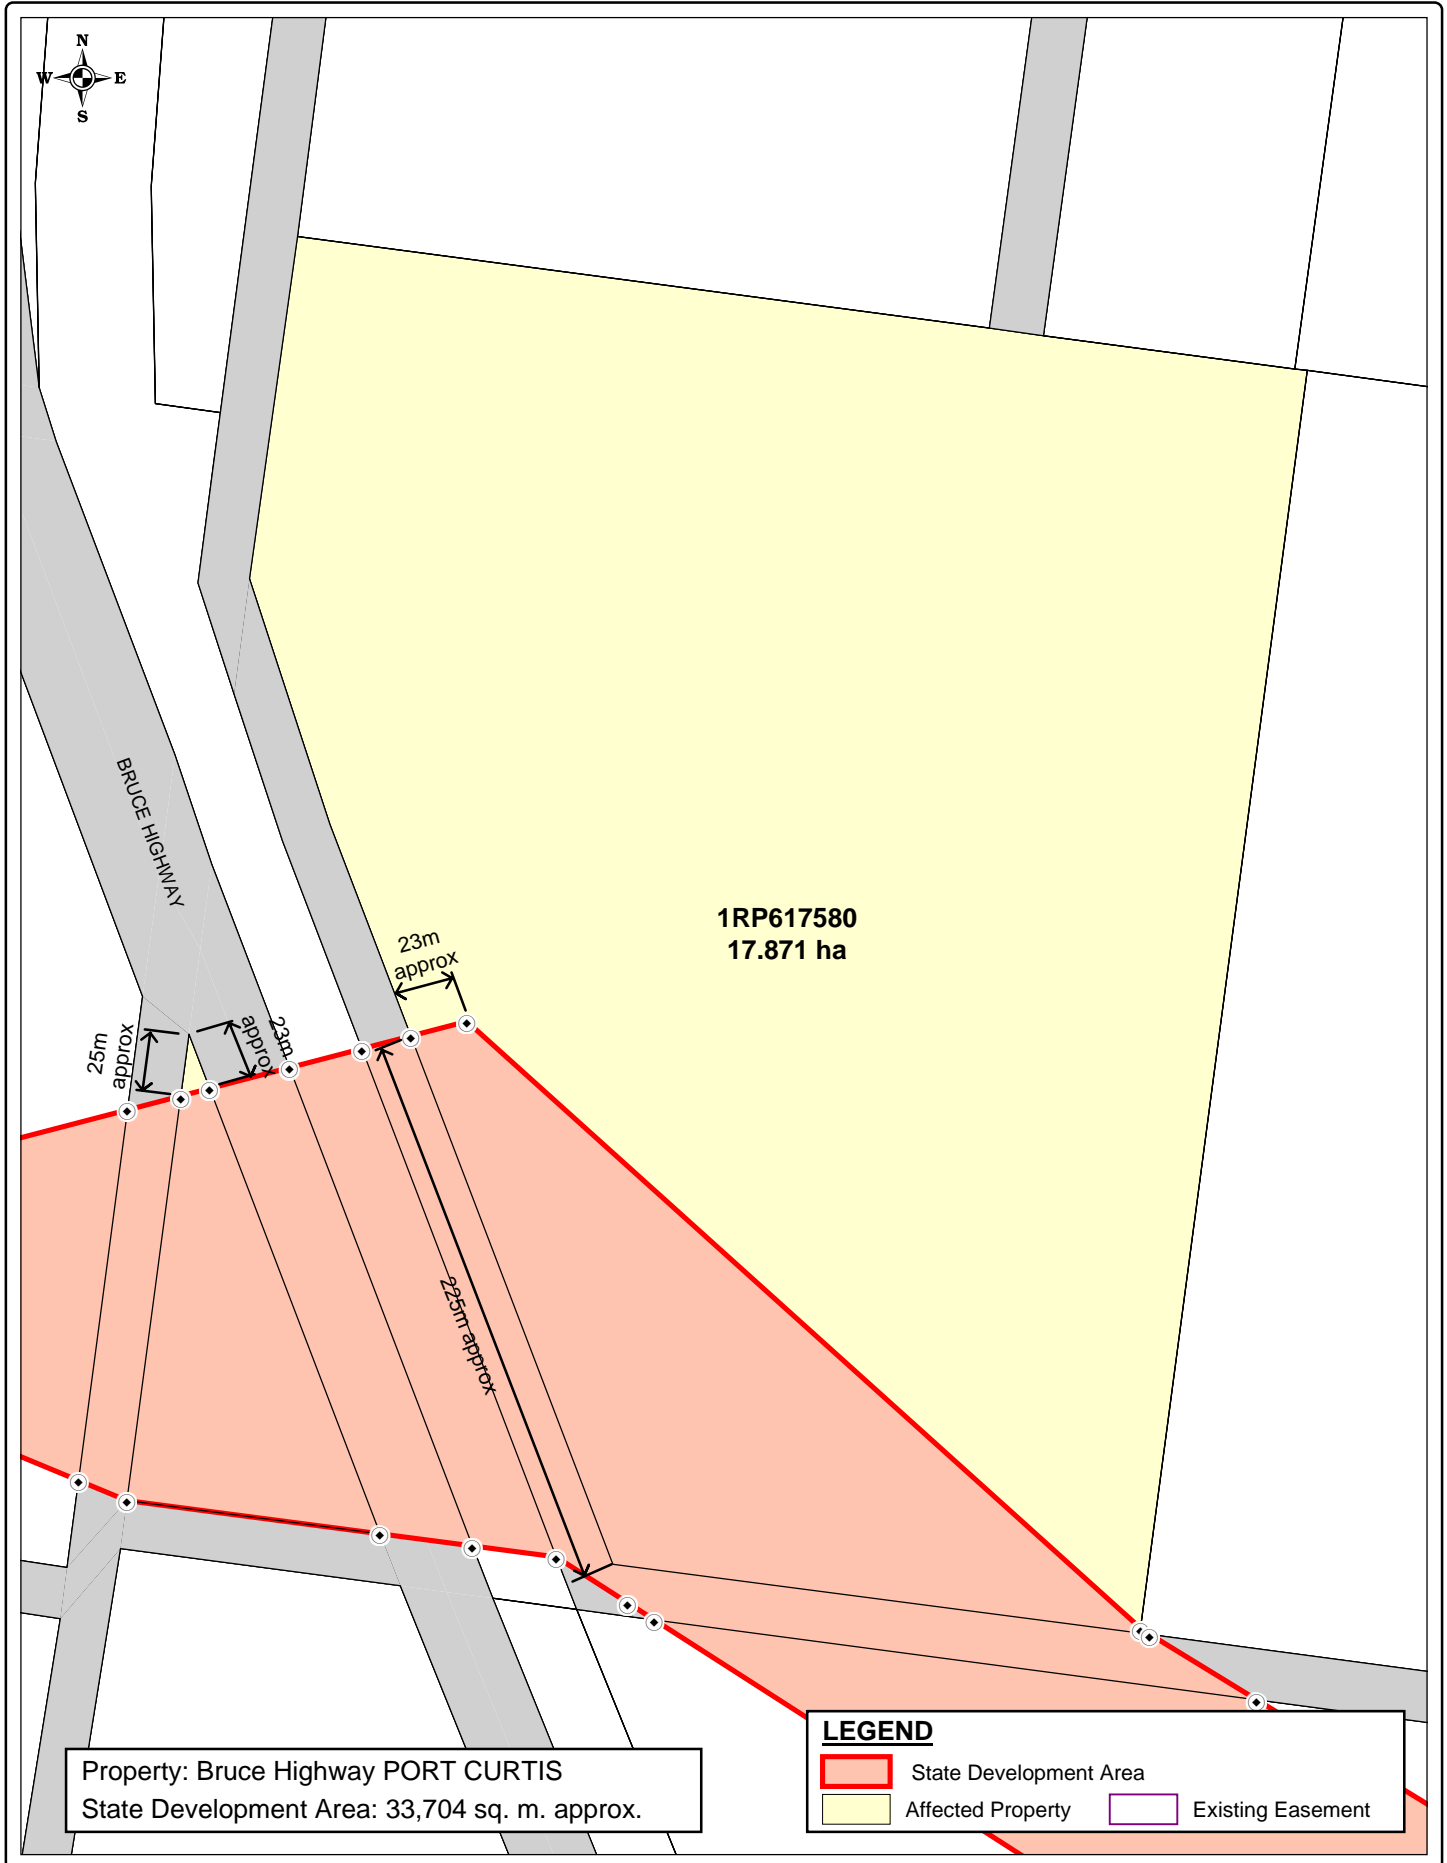 N
W E
S
BRUCE HIGHWAY
1RP617580
17.871 ha
23m
approx
25m
approx
23m
approx
225m approx
Property: Bruce Highway PORT CURTIS
State Development Area: 33,704 sq. m. approx.
LEGEND
State Development Area
Affected Property Existing Easement